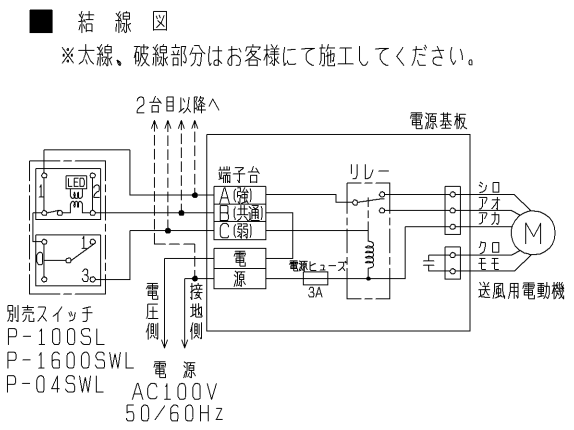 ■ 結線図
※太線、破線部分はお客様にて施工してください。
2台目以降へ
電源基板
端子台
リレー
A(強)
B(共通)
C(弱)
電
源
LED
1
2
0
1
3
電源ヒューズ
3A
シロ
アオ
アカ
クロ
モモ
M
送風用電動機
電圧側
接地側
別売スイッチ
P-100SL
P-1600SWL
P-04SWL
電源
AC100V
50/60Hz